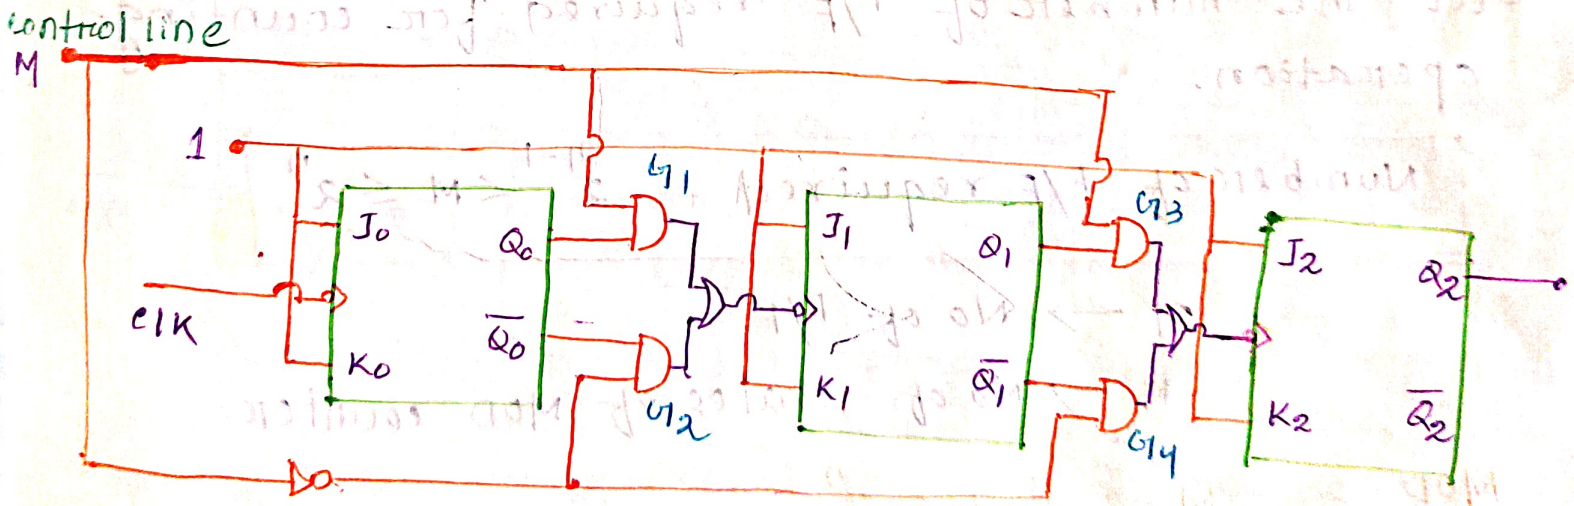 control line
M
1
G1
G3
J0
Q0
J1
Q1
J2
Q2
clk
Q̅0
K0
Q̅1
K1
K2
Q̅2
G2
G4